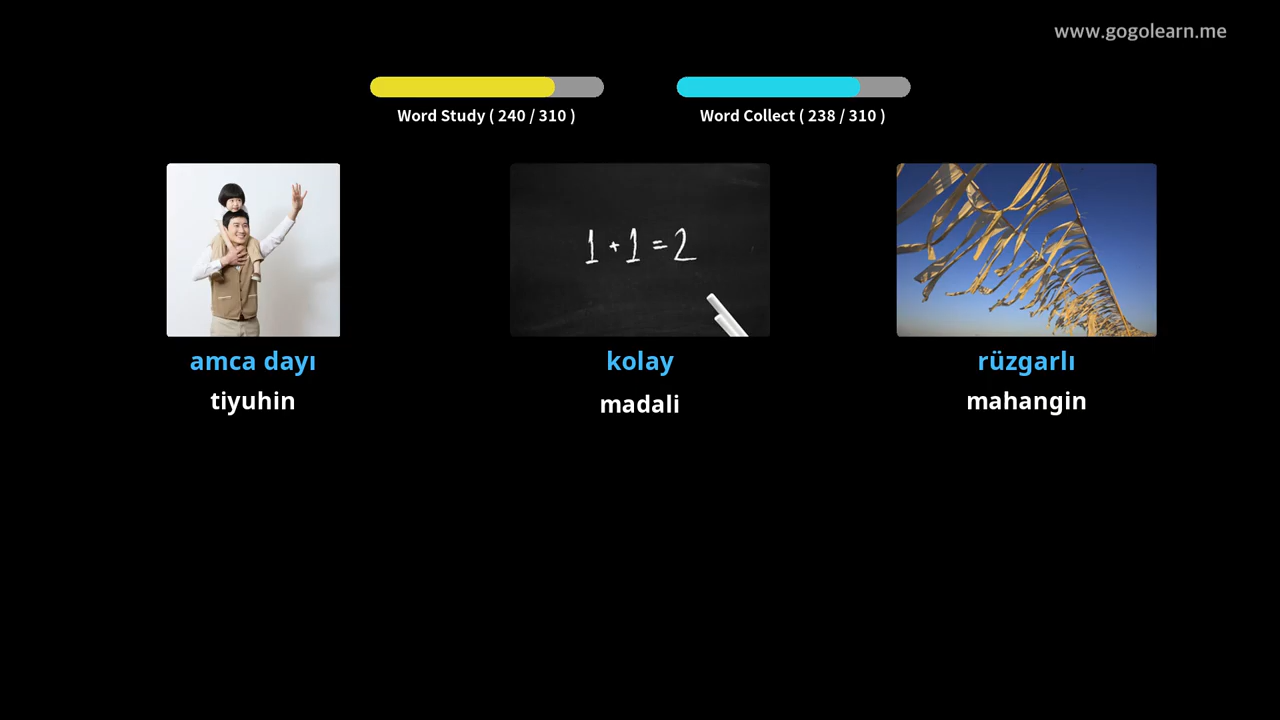 www.gogolearn.me
Word Study ( 240 / 310 )
Word Collect ( 238 / 310 )
1 + 1 = 2
amca dayı
tiyuhin
kolay
madali
rüzgarlı
mahangin